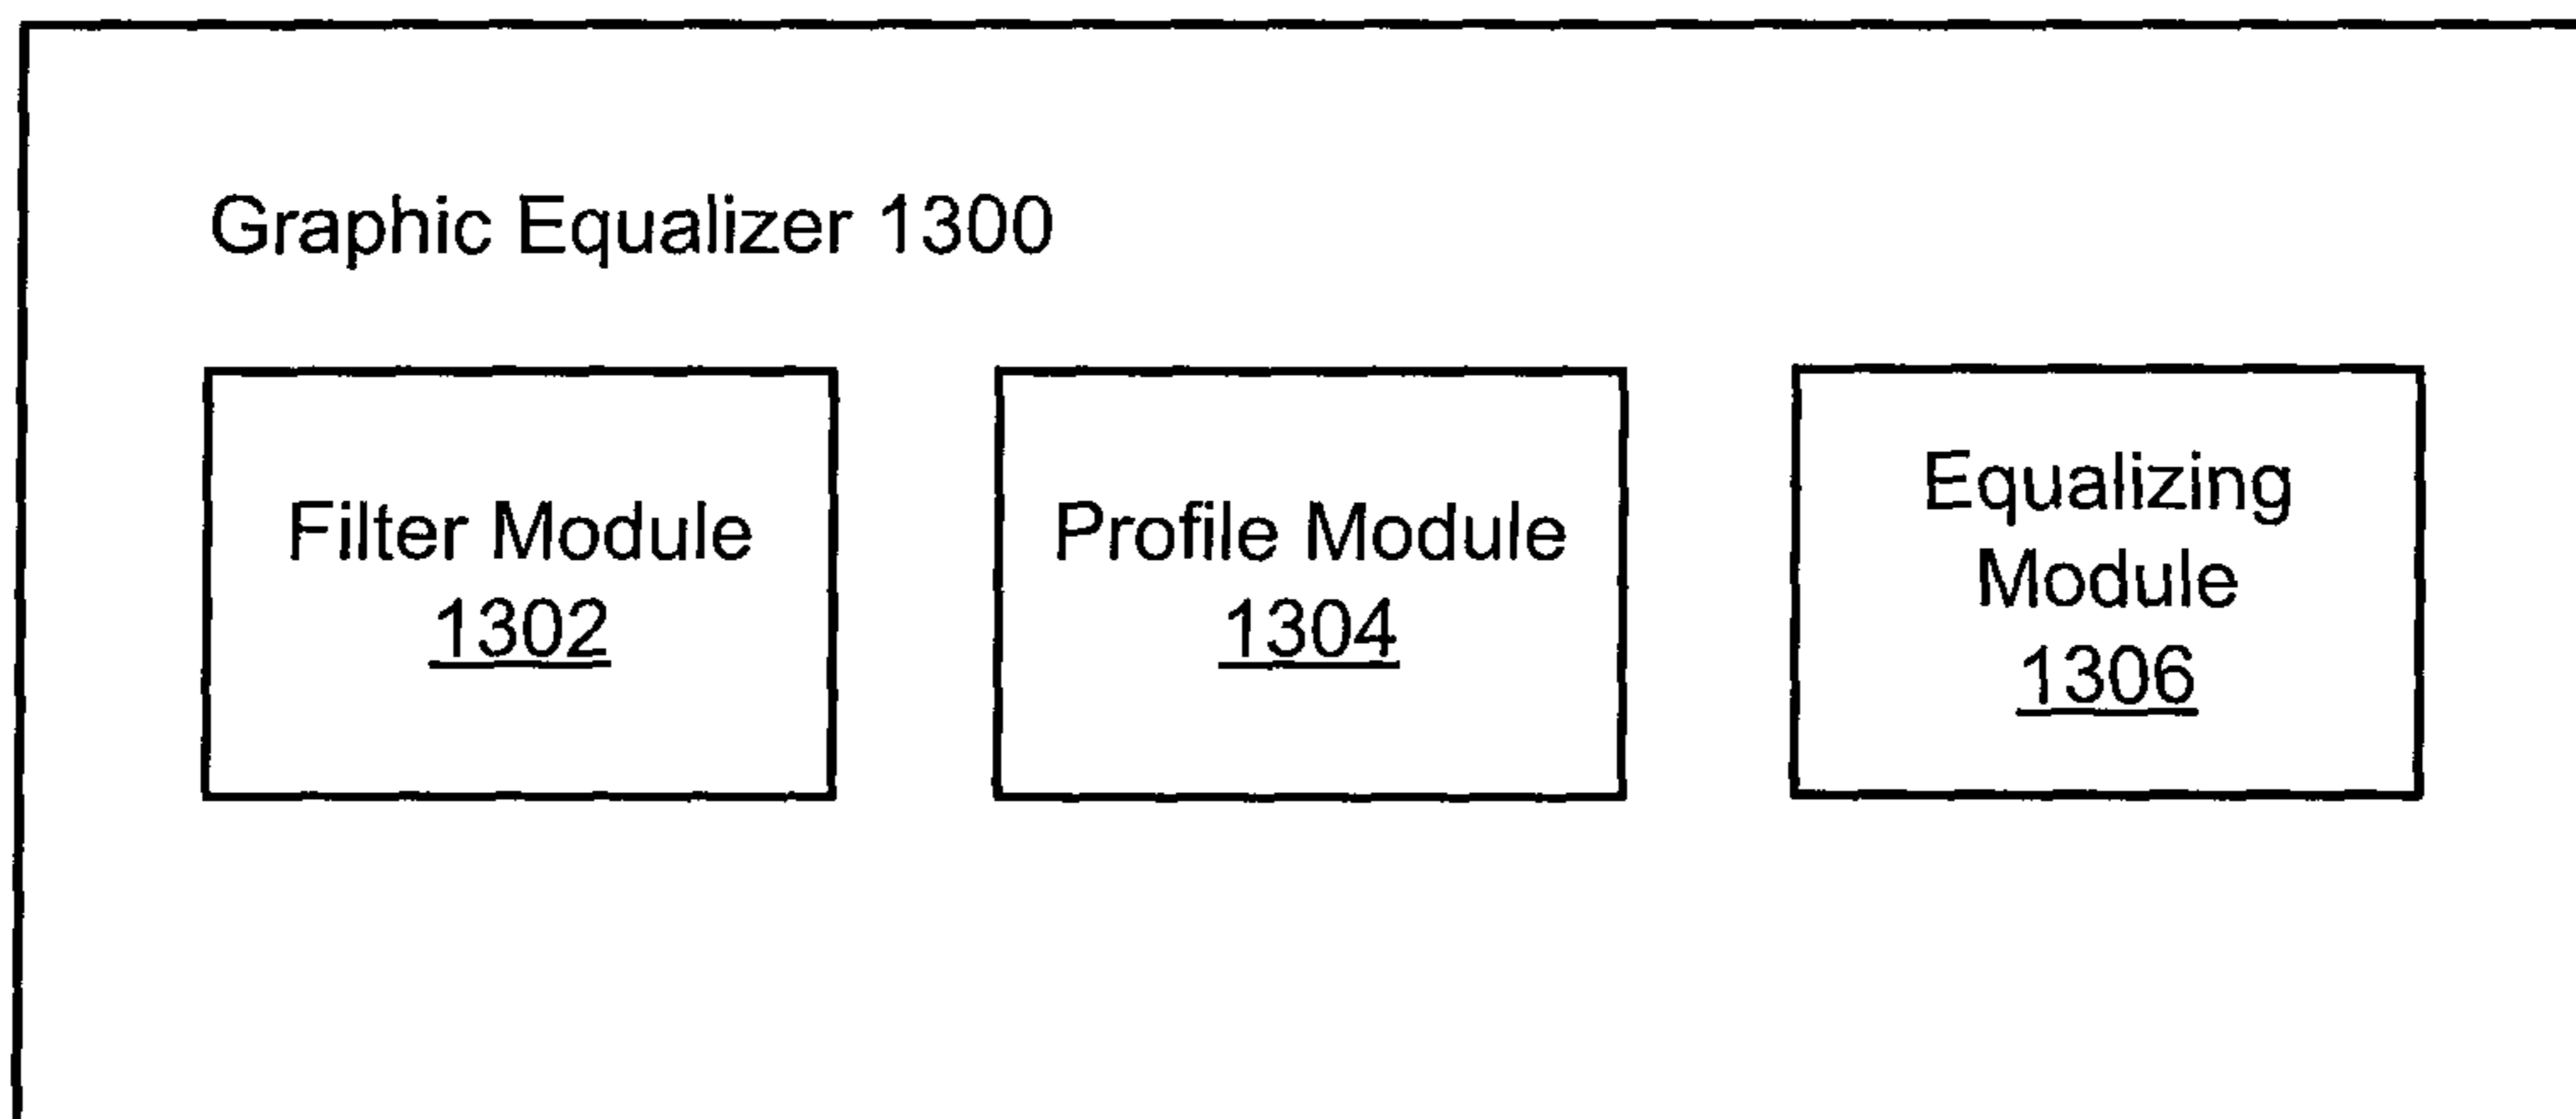 Graphic Equalizer 1300
Filter Module
1302
Profile Module
1304
Equalizing
Module
1306